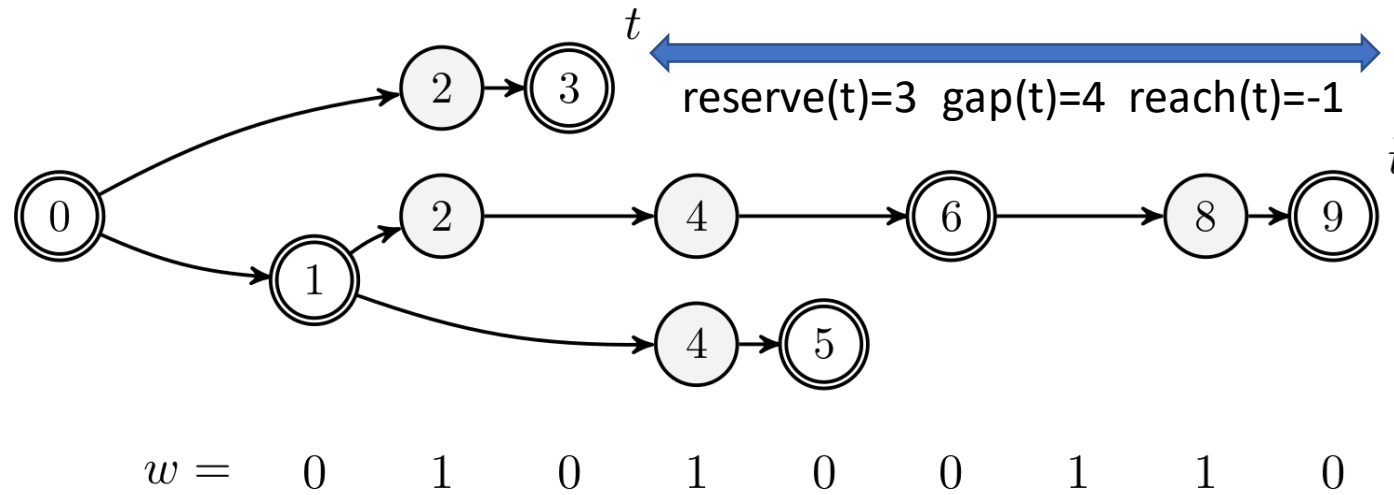 t
reserve(t)=3 gap(t)=4 reach(t)=-1
2 3
0 2 4 6 8 9
1
4 5
w = 0 1 0 1 0 0 1 1 0